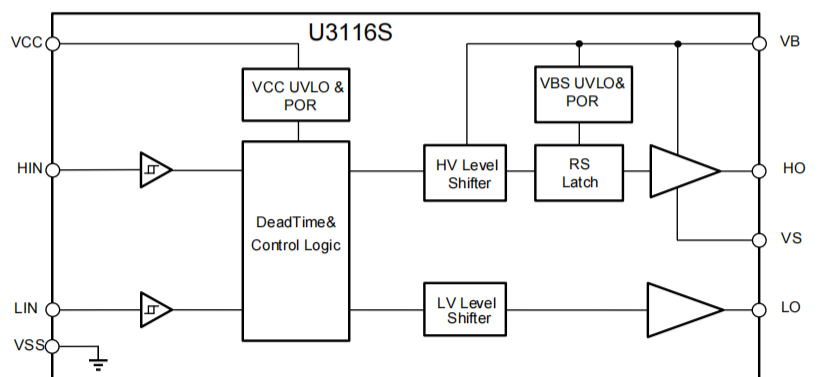 U3116S
VCC
VB
VCC UVLO &
POR
VBS UVLO&
POR
HIN
HV Level
Shifter
RS
Latch
HO
DeadTime&
Control Logic
VS
LIN
LV Level
Shifter
LO
VSS